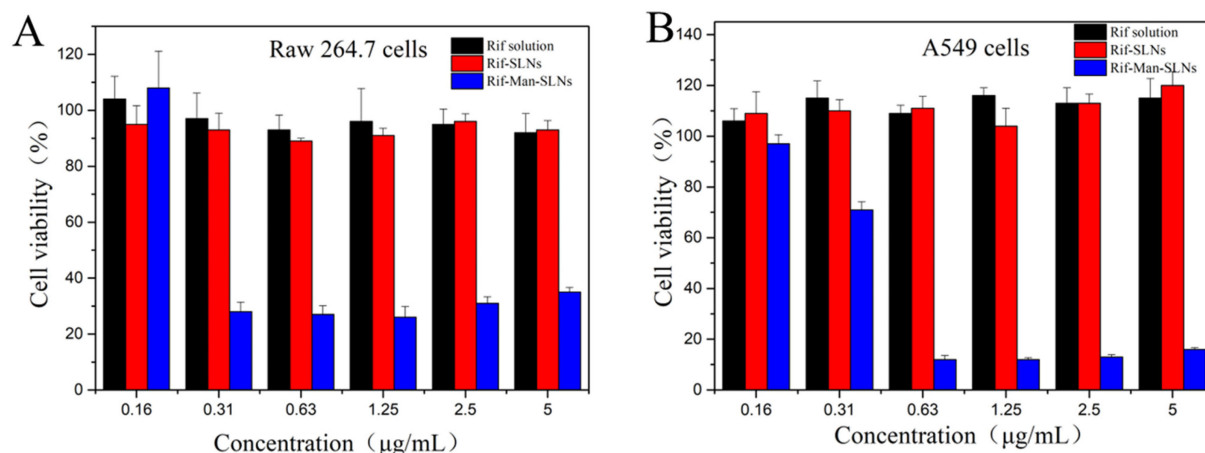 A
Raw 264.7 cells
Rif solution
Rif-SLNs
Rif-Man-SLNs
Cell viability（%）
120
100
80
60
40
20
0
0.16 0.31 0.63 1.25 2.5 5
Concentration（μg/mL）
B
A549 cells
Rif solution
Rif-SLNs
Rif-Man-SLNs
Cell viability（%）
140
120
100
80
60
40
20
0
0.16 0.31 0.63 1.25 2.5 5
Concentration（μg/mL）